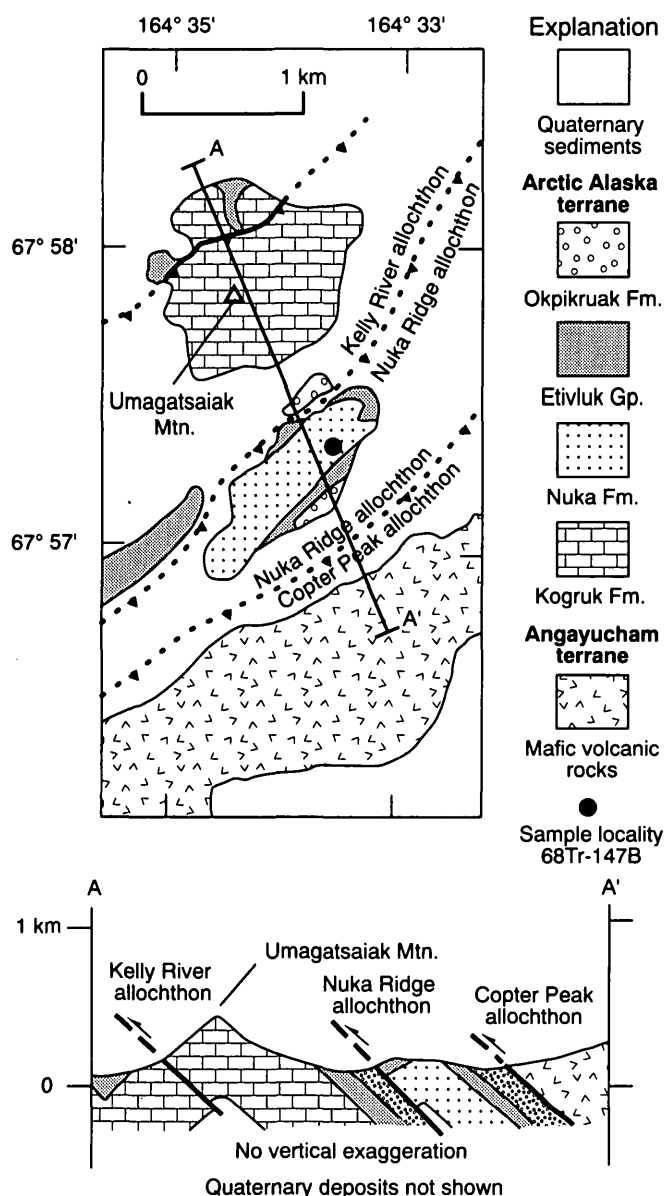 164° 35'
164° 33'
0
1 km
A
67° 58'
Kelly River allochthon
Nuka Ridge allochthon
Umagatsaiak
Mtn.
67° 57'
Nuka Ridge allochthon
Copter Peak allochthon
A'
Explanation
Quaternary
sediments
Arctic Alaska
terrane
Okpikruak Fm.
Etivluk Gp.
Nuka Fm.
Kogruk Fm.
Angayucham
terrane
Mafic volcanic
rocks
Sample locality
68Tr-147B
A
A'
1 km
Umagatsaiak Mtn.
Kelly River
allochthon
Nuka Ridge
allochthon
Copter Peak
allochthon
0
0
No vertical exaggeration
Quaternary deposits not shown